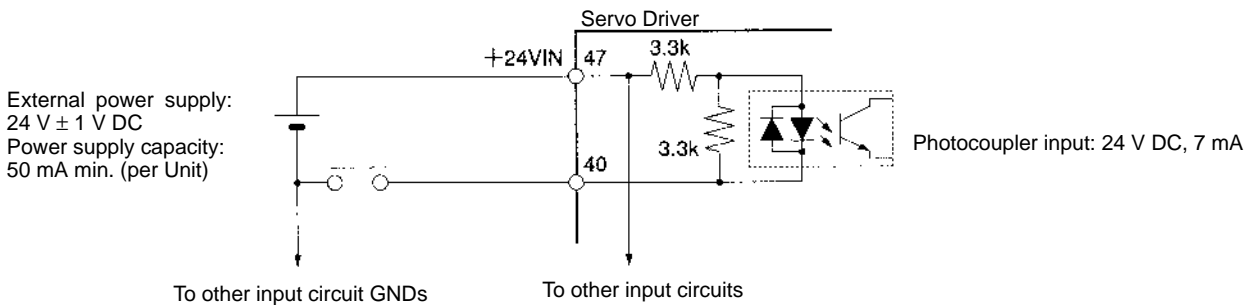 Servo Driver
+24VIN 47
3.3k
External power supply:
24 V ± 1 V DC
Power supply capacity:
50 mA min. (per Unit)
3.3k
Photocoupler input: 24 V DC, 7 mA
40
To other input circuit GNDs
To other input circuits